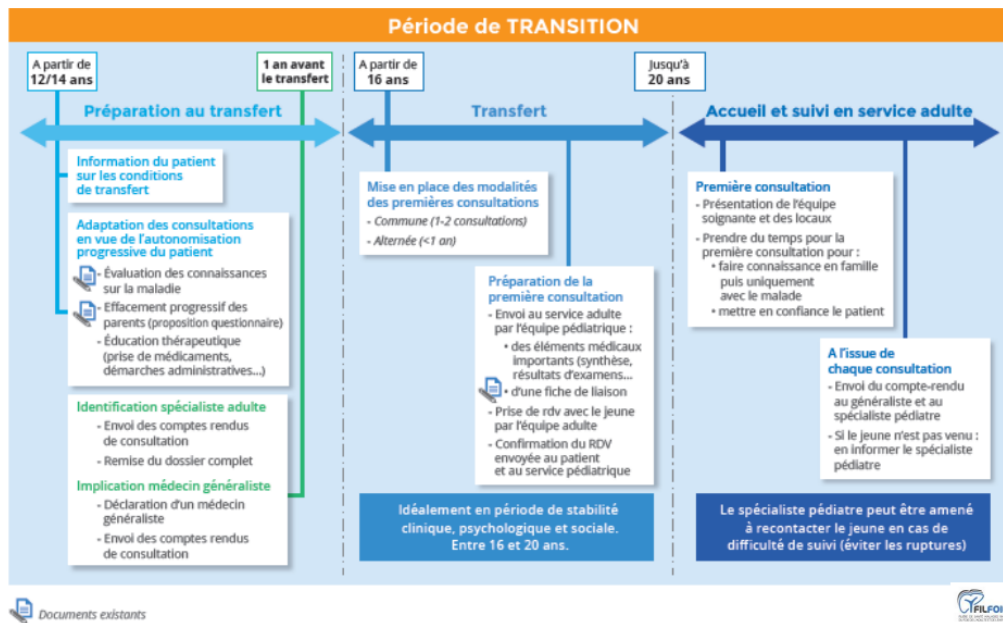 Période de TRANSITION
A partir de
12/14 ans
1 an avant
le transfert
A partir de
16 ans
Jusqu'à
20 ans
Préparation au transfert
Transfert
Accueil et suivi en service adulte
Information du patient
sur les conditions
de transfert
Adaptation des consultations
en vue de l'autonomisation
progressive du patient
- Évaluation des connaissances
sur la maladie
- Effacement progressif des
parents (proposition questionnaire)
- Éducation thérapeutique
(prise de médicaments,
démarches administratives...)
Identification spécialiste adulte
- Envoi des comptes rendus
de consultation
- Remise du dossier complet
Implication médecin généraliste
- Déclaration d'un médecin
généraliste
- Envoi des comptes rendus
de consultation
Mise en place des modalités
des premières consultations
- Commune (1-2 consultations)
- Alternée (<1 an)
Préparation de la
première consultation
- Envoi au service adulte
par l'équipe pédiatrique :
• des éléments médicaux
importants (synthèse,
résultats d'examens...
• d'une fiche de liaison
- Prise de rdv avec le jeune
par l'équipe adulte
- Confirmation du RDV
envoyée au patient
et au service pédiatrique
Idéalement en période de stabilité
clinique, psychologique et sociale.
Entre 16 et 20 ans.
Première consultation
- Présentation de l'équipe
soignante et des locaux
- Prendre du temps pour la
première consultation pour :
• faire connaissance en famille
puis uniquement
avec le malade
• mettre en confiance le patient
A l'issue de
chaque consultation
- Envoi du compte-rendu
au généraliste et au
spécialiste pédiatre
- Si le jeune n'est pas venu :
en informer le spécialiste
pédiatre
Le spécialiste pédiatre peut être amené
à recontacter le jeune en cas de
difficulté de suivi (éviter les ruptures)
Documents existants
FILFOIE